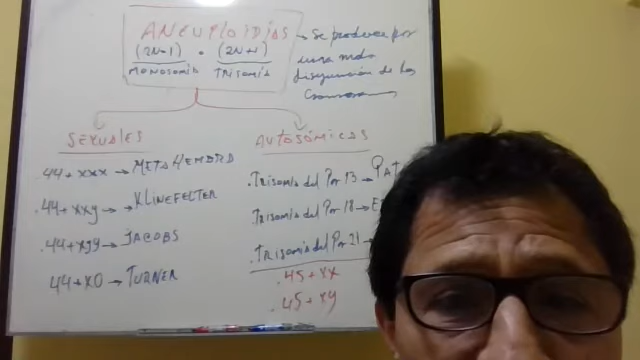 ANEUPLOIDÍAS
(2N-1) • (2N+1)
MONOSOMIA TRISOMÍA
→ Se produce por
una mala
disyunción de los
SEXUALES
.44+XXX → METAHEMBRA
.44+XXY → KLINEFELTER
.44+XYY → JACOBS
44+XO → TURNER
AUTOSÓMICAS
.Trisomía del Par 13 → PAT
.Trisomía del Par 18 → E
.Trisomía del Par 21 →
.45+XX
.45+XY